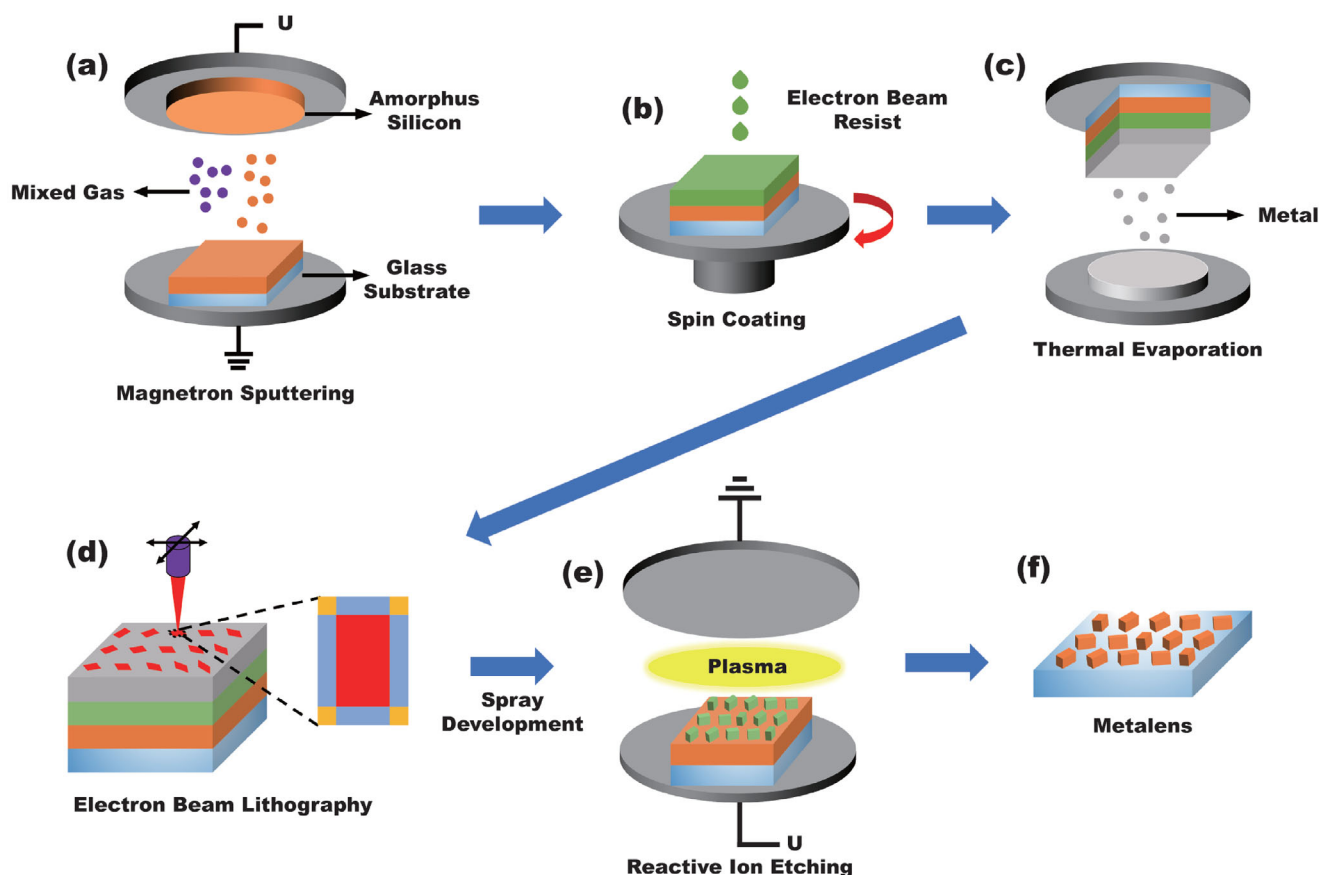 U
(a)
Amorphus
Silicon
Mixed Gas
Glass
Substrate
Magnetron Sputtering
(b)
Electron Beam
Resist
Spin Coating
(c)
Metal
Thermal Evaporation
(d)
Electron Beam Lithography
Spray
Development
(e)
Plasma
U
Reactive Ion Etching
(f)
Metalens